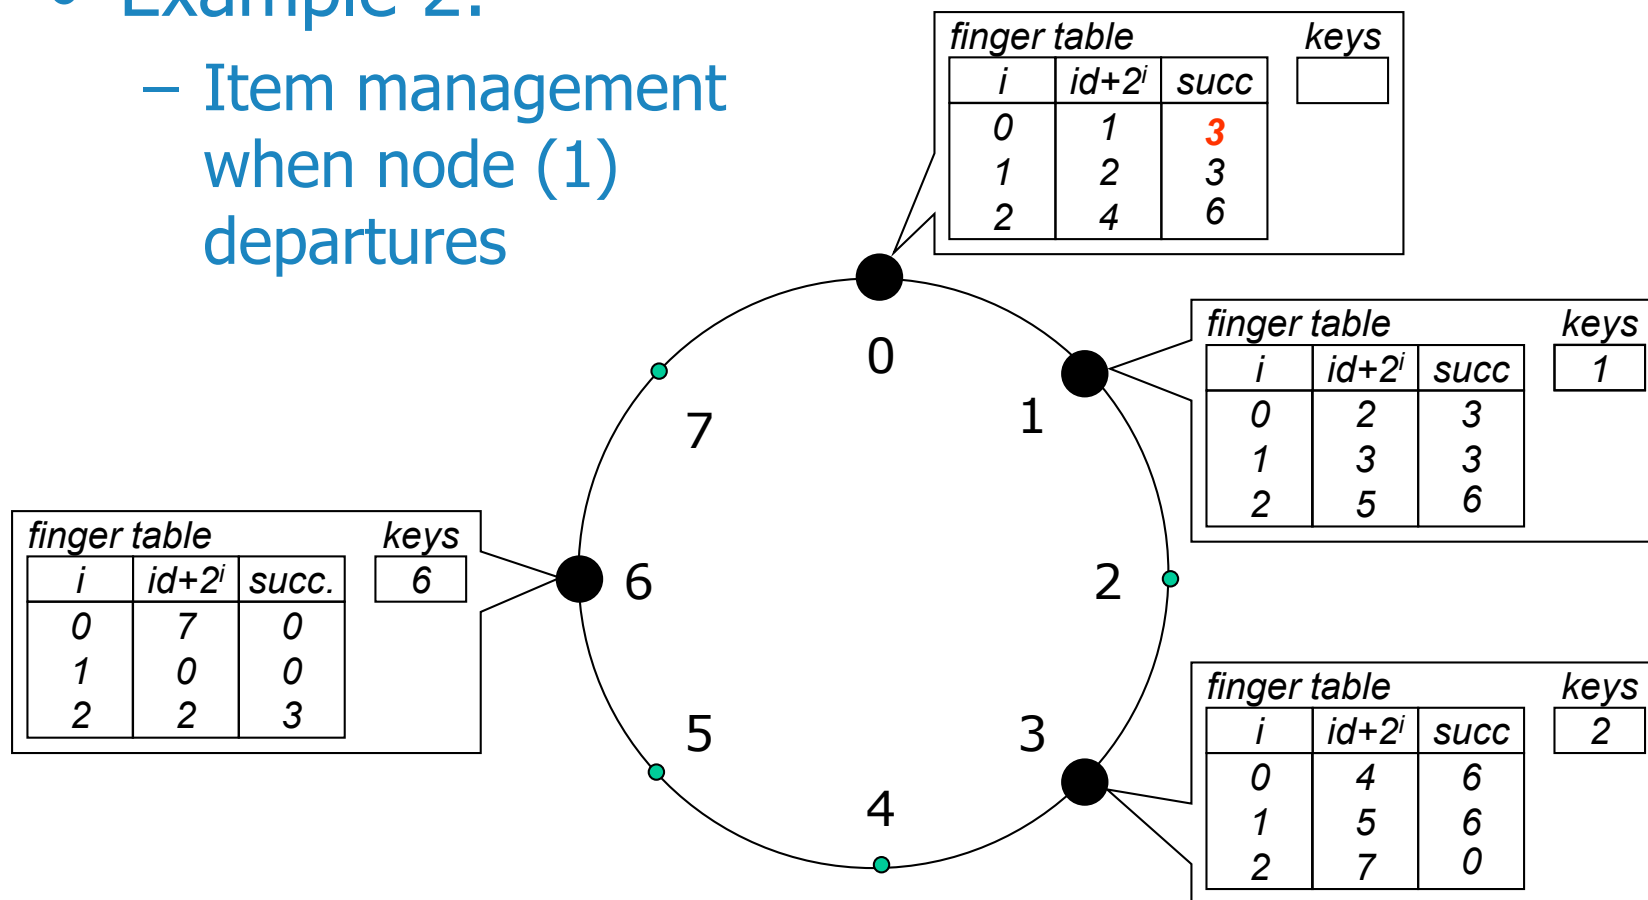 • Example 2:
– Item management
when node (1)
departures
finger table keys
i id+2ⁱ succ
0 1 3
1 2 3
2 4 6
finger table keys
i id+2ⁱ succ 1
0 2 3
1 3 3
2 5 6
finger table keys
i id+2ⁱ succ. 6
0 7 0
1 0 0
2 2 3
finger table keys
i id+2ⁱ succ 2
0 4 6
1 5 6
2 7 0
0
1
2
3
4
5
6
7